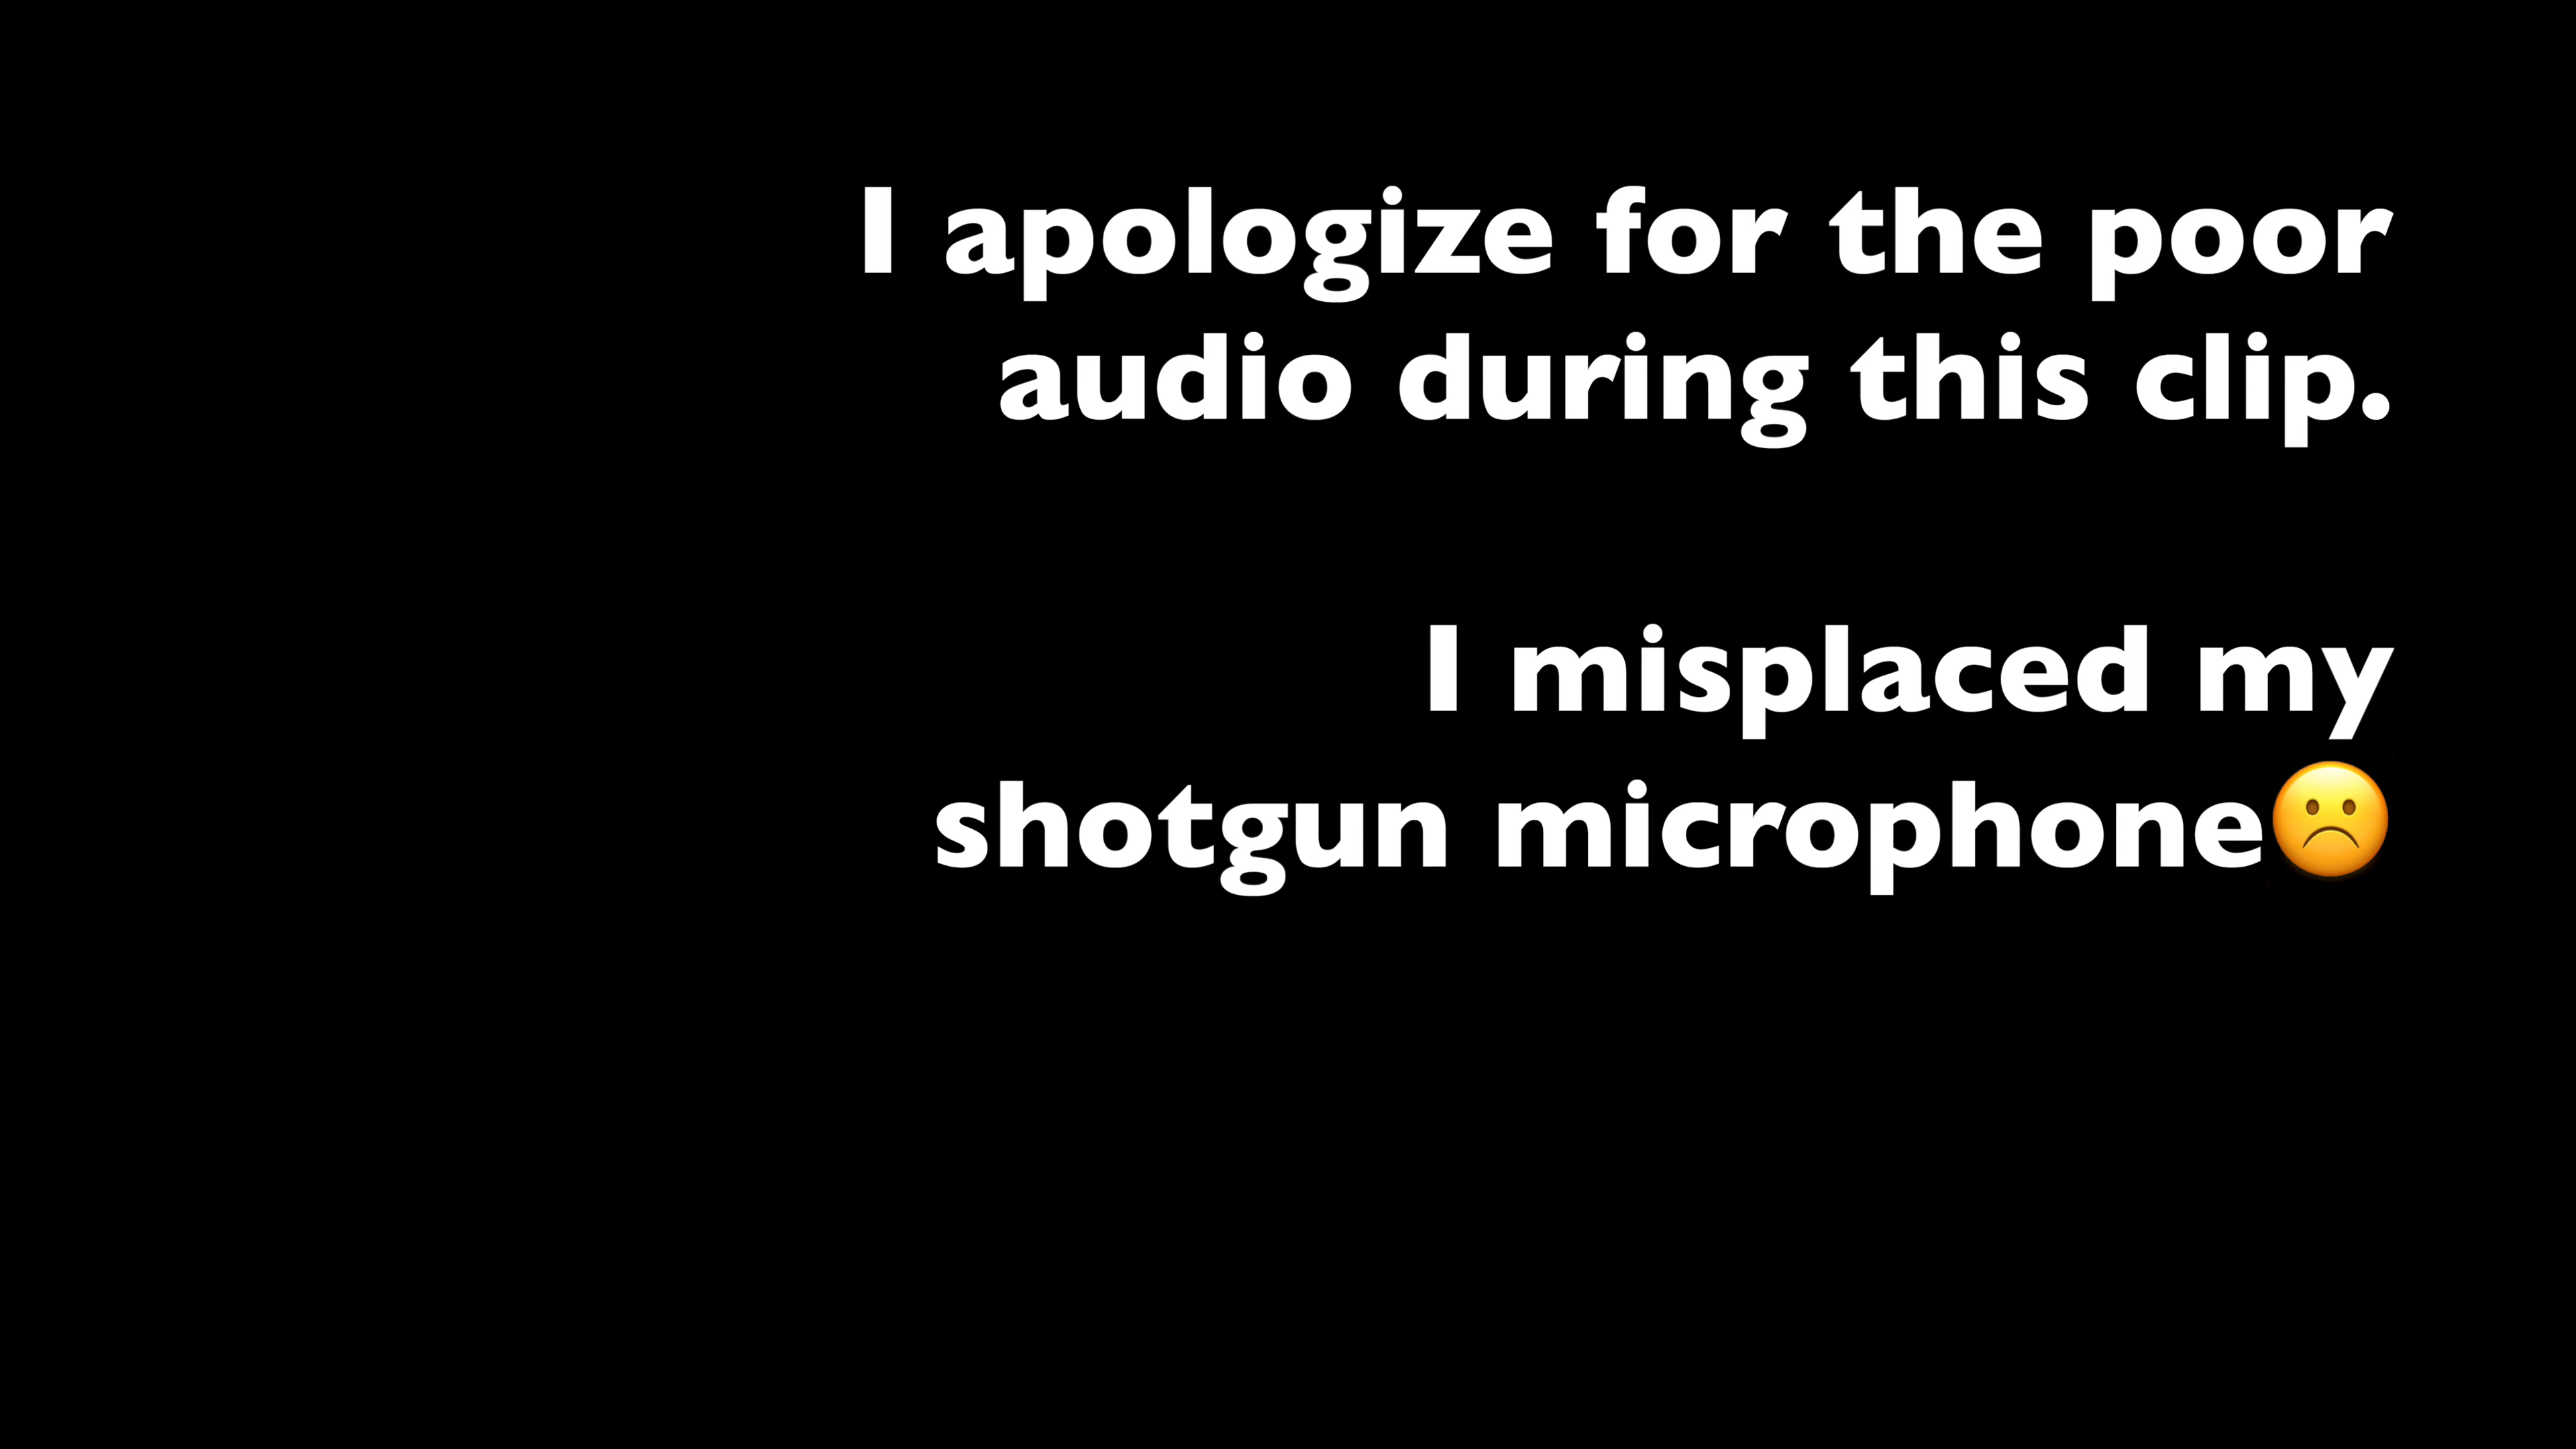 I apologize for the poor
audio during this clip.
I misplaced my
shotgun microphone☹️